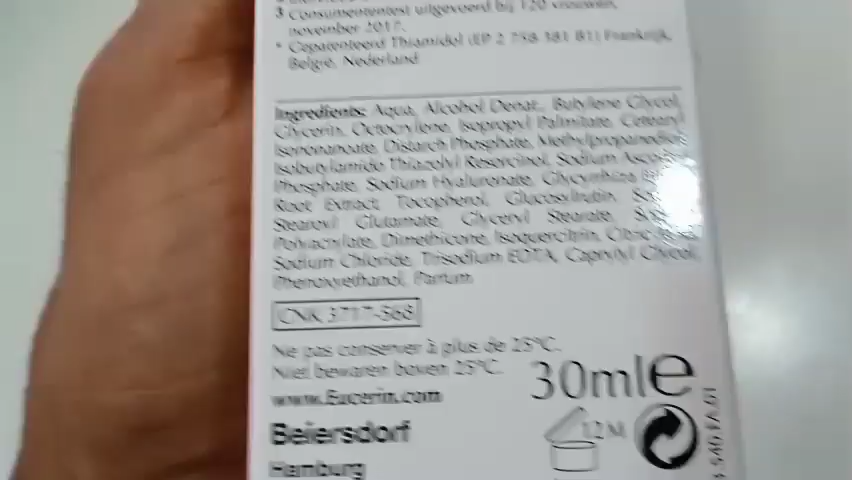 3 Consumententest uitgevoerd bij 120 vrouwen,
november 2017.
* Gepatenteerd Thiamidol (EP 2 758 381 B1) Frankrijk,
België, Nederland
Ingredients: Aqua, Alcohol Denat., Butylene Glycol,
Glycerin, Octocrylene, Isopropyl Palmitate, Cetearyl
Isononanoate, Distarch Phosphate, Methylpropanediol,
Isobutylamido Thiazolyl Resorcinol, Sodium
Phosphate, Sodium Hyaluronate, Glycyrrhiza
Root Extract, Tocopherol, Glucosylrutin,
Stearoyl Glutamate, Glyceryl Stearate,
Polyacrylate, Dimethicone, Isoquercitrin, Citric
Sodium Chloride, Trisodium EDTA, Caprylyl Glycol,
Phenoxyethanol, Parfum
CNK 3717-568
Ne pas conserver à plus de 25°C.
Niet bewaren boven 25°C.
www.Eucerin.com
30ml e
Beiersdorf
12M
Hamburg